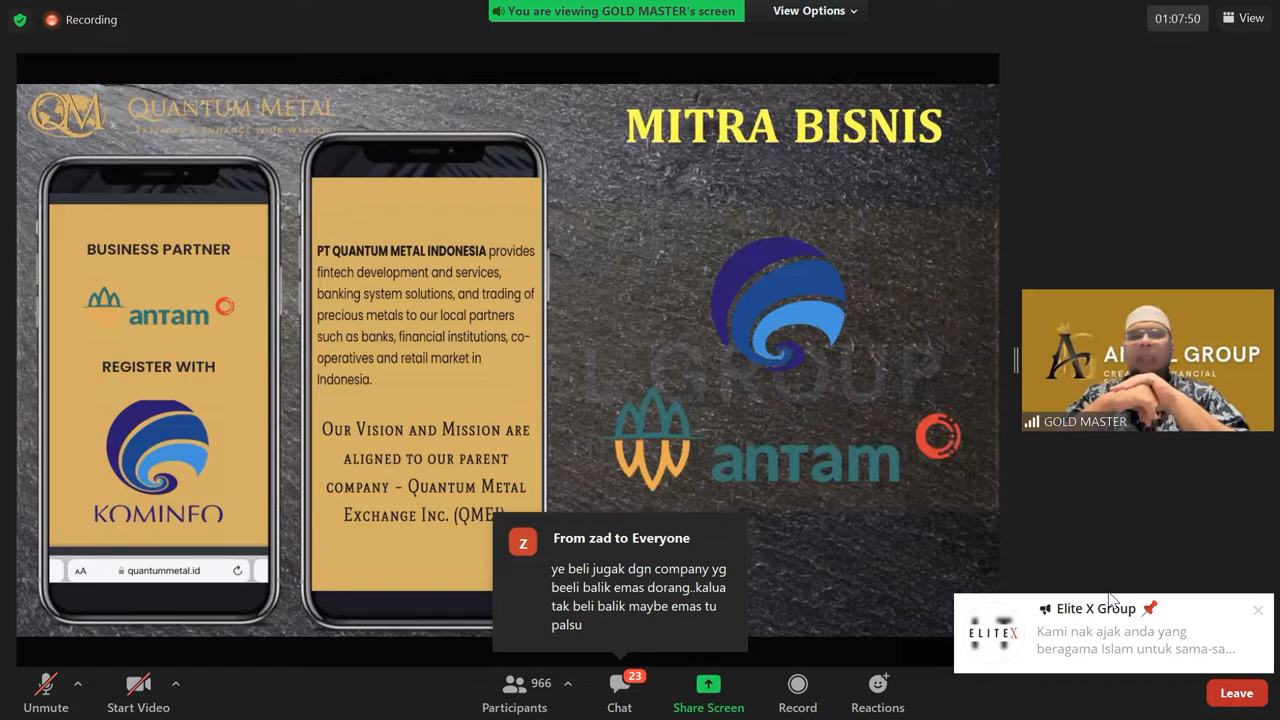 Recording
You are viewing GOLD MASTER's screen
View Options
01:07:50
View
QM QUANTUM METAL
MITRA BISNIS
BUSINESS PARTNER
antam
REGISTER WITH
KOMINFO
AA quantummetal.id
PT QUANTUM METAL INDONESIA provides
fintech development and services,
banking system solutions, and trading of
precious metals to our local partners
such as banks, financial institutions, co-
operatives and retail market in
Indonesia.
OUR VISION AND MISSION ARE
ALIGNED TO OUR PARENT
COMPANY - QUANTUM METAL
EXCHANGE INC. (QMEI)
GROUP
antam
GROUP
GOLD MASTER
Z
From zad to Everyone
ye beli jugak dgn company yg
beeli balik emas dorang..kalua
tak beli balik maybe emas tu
palsu
Elite X Group
ELITEX
Kami nak ajak anda yang
beragama Islam untuk sama-sa...
Unmute
Start Video
966
Participants
23
Chat
Share Screen
Record
Reactions
Leave